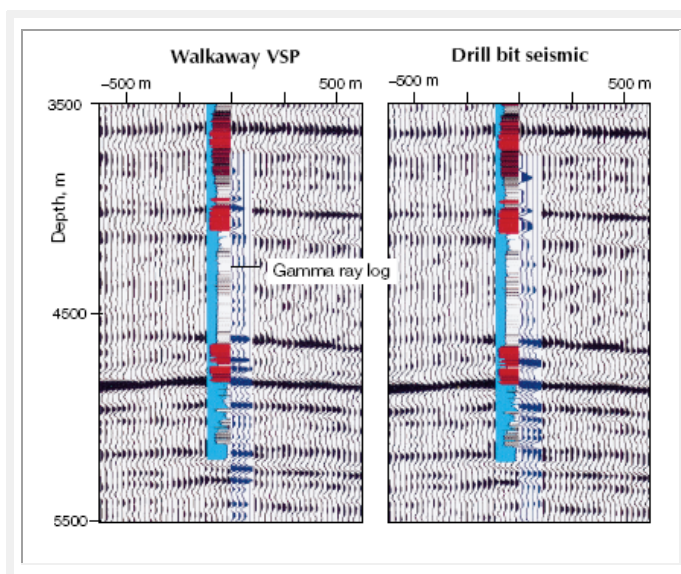 Walkaway VSP
Drill bit seismic
–500 m
500 m
–500 m
500 m
3500
Depth, m
Gamma ray log
4500
5500